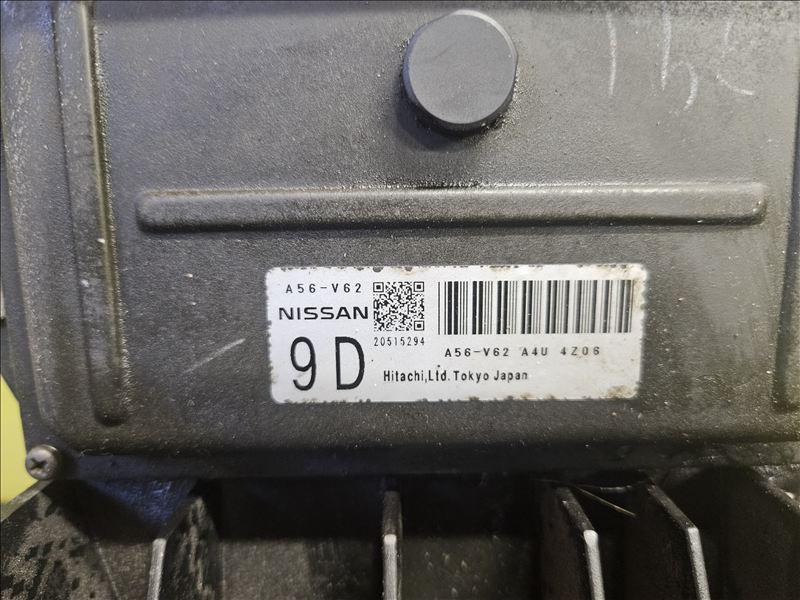 A56-V62
NISSAN
20515294
9D
A56-V62 A4U 4Z06
Hitachi,Ltd. Tokyo Japan